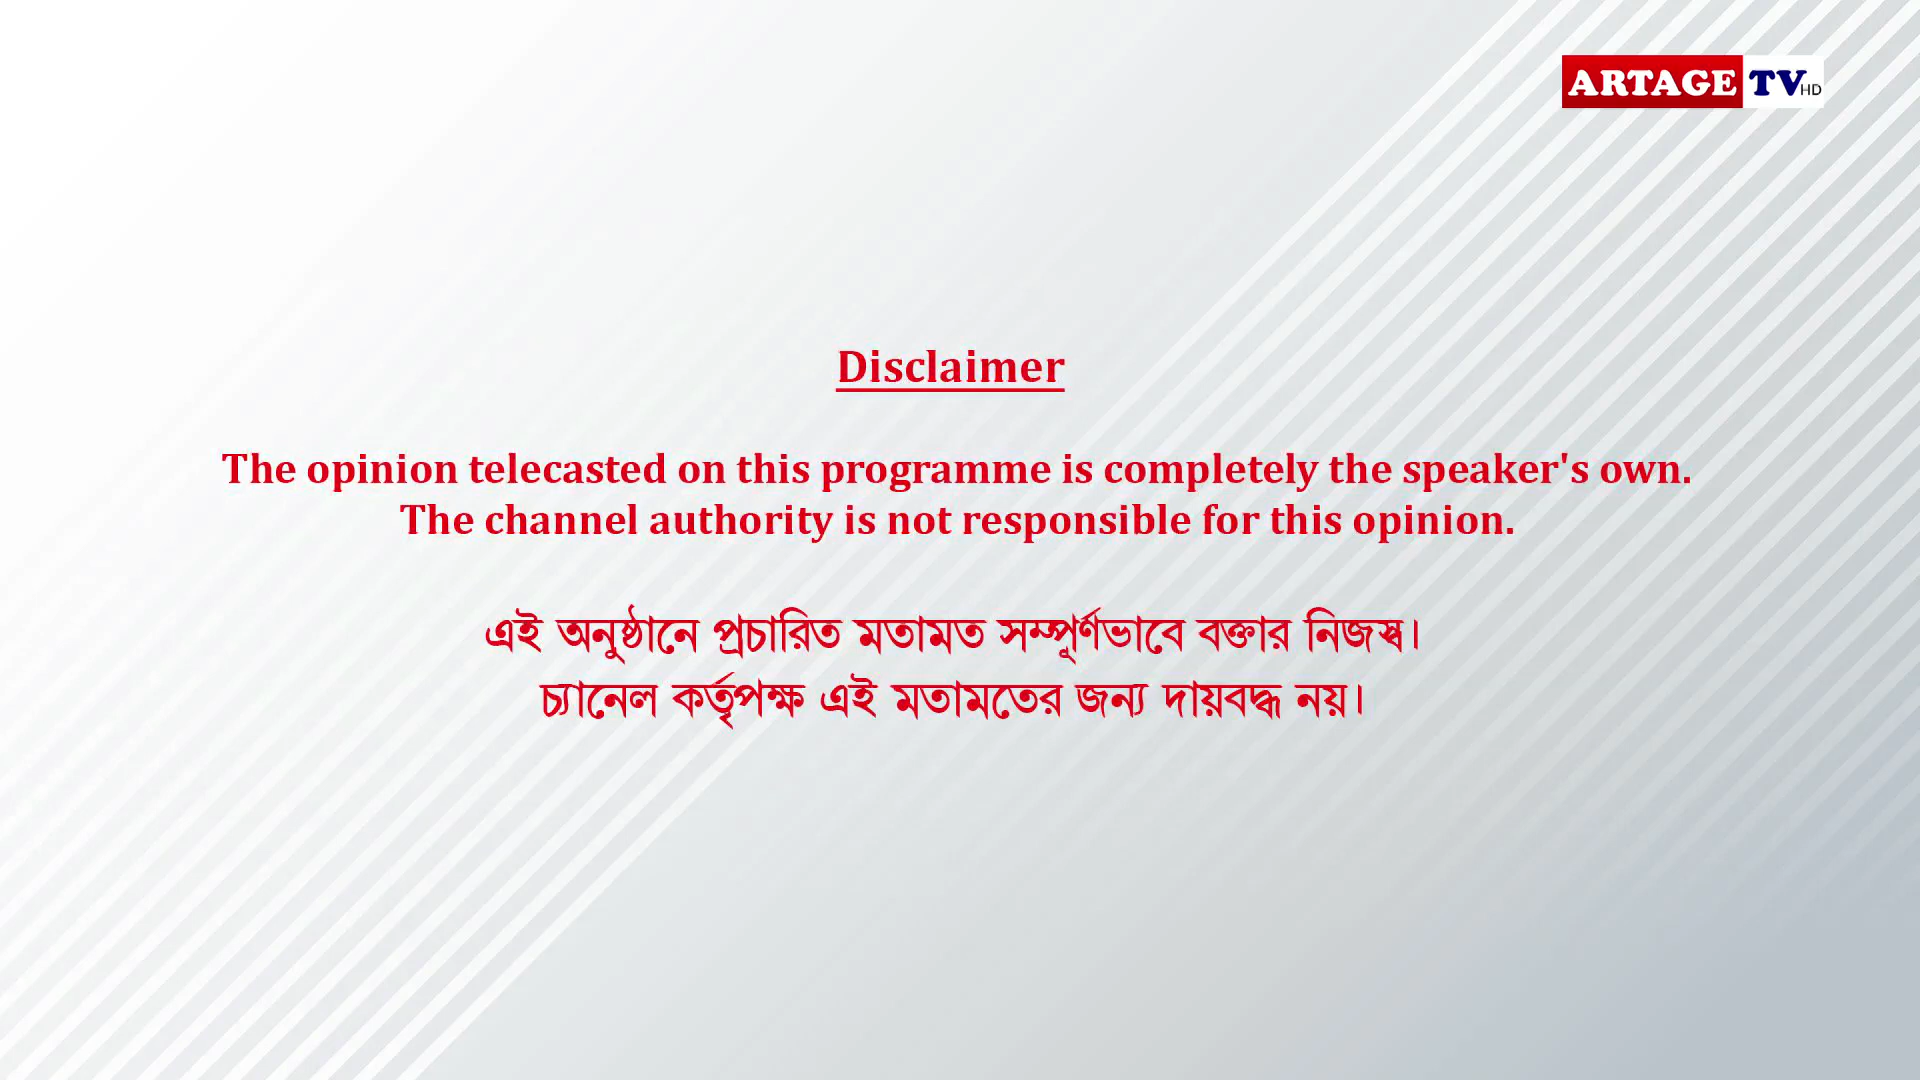 ARTAGE TV HD
Disclaimer
The opinion telecasted on this programme is completely the speaker's own.
The channel authority is not responsible for this opinion.
এই অনুষ্ঠানে প্রচারিত মতামত সম্পূর্ণভাবে বক্তার নিজস্ব।
চ্যানেল কর্তৃপক্ষ এই মতামতের জন্য দায়বদ্ধ নয়।